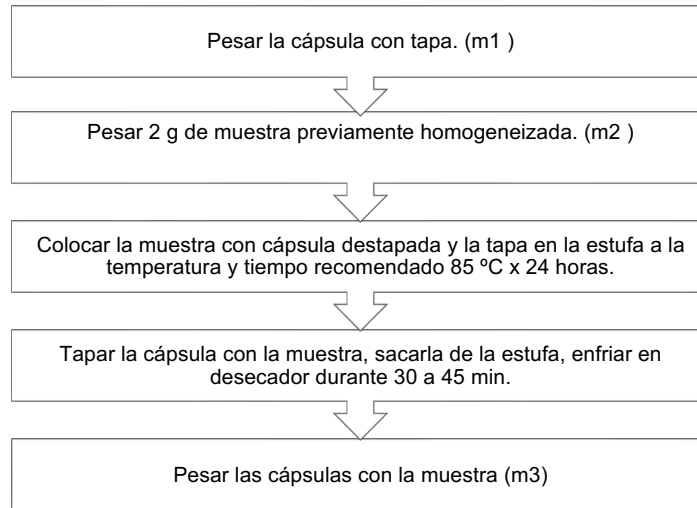 Pesar la cápsula con tapa. (m1 )
Pesar 2 g de muestra previamente homogeneizada. (m2 )
Colocar la muestra con cápsula destapada y la tapa en la estufa a la
temperatura y tiempo recomendado 85 ºC x 24 horas.
Tapar la cápsula con la muestra, sacarla de la estufa, enfriar en
desecador durante 30 a 45 min.
Pesar las cápsulas con la muestra (m3)